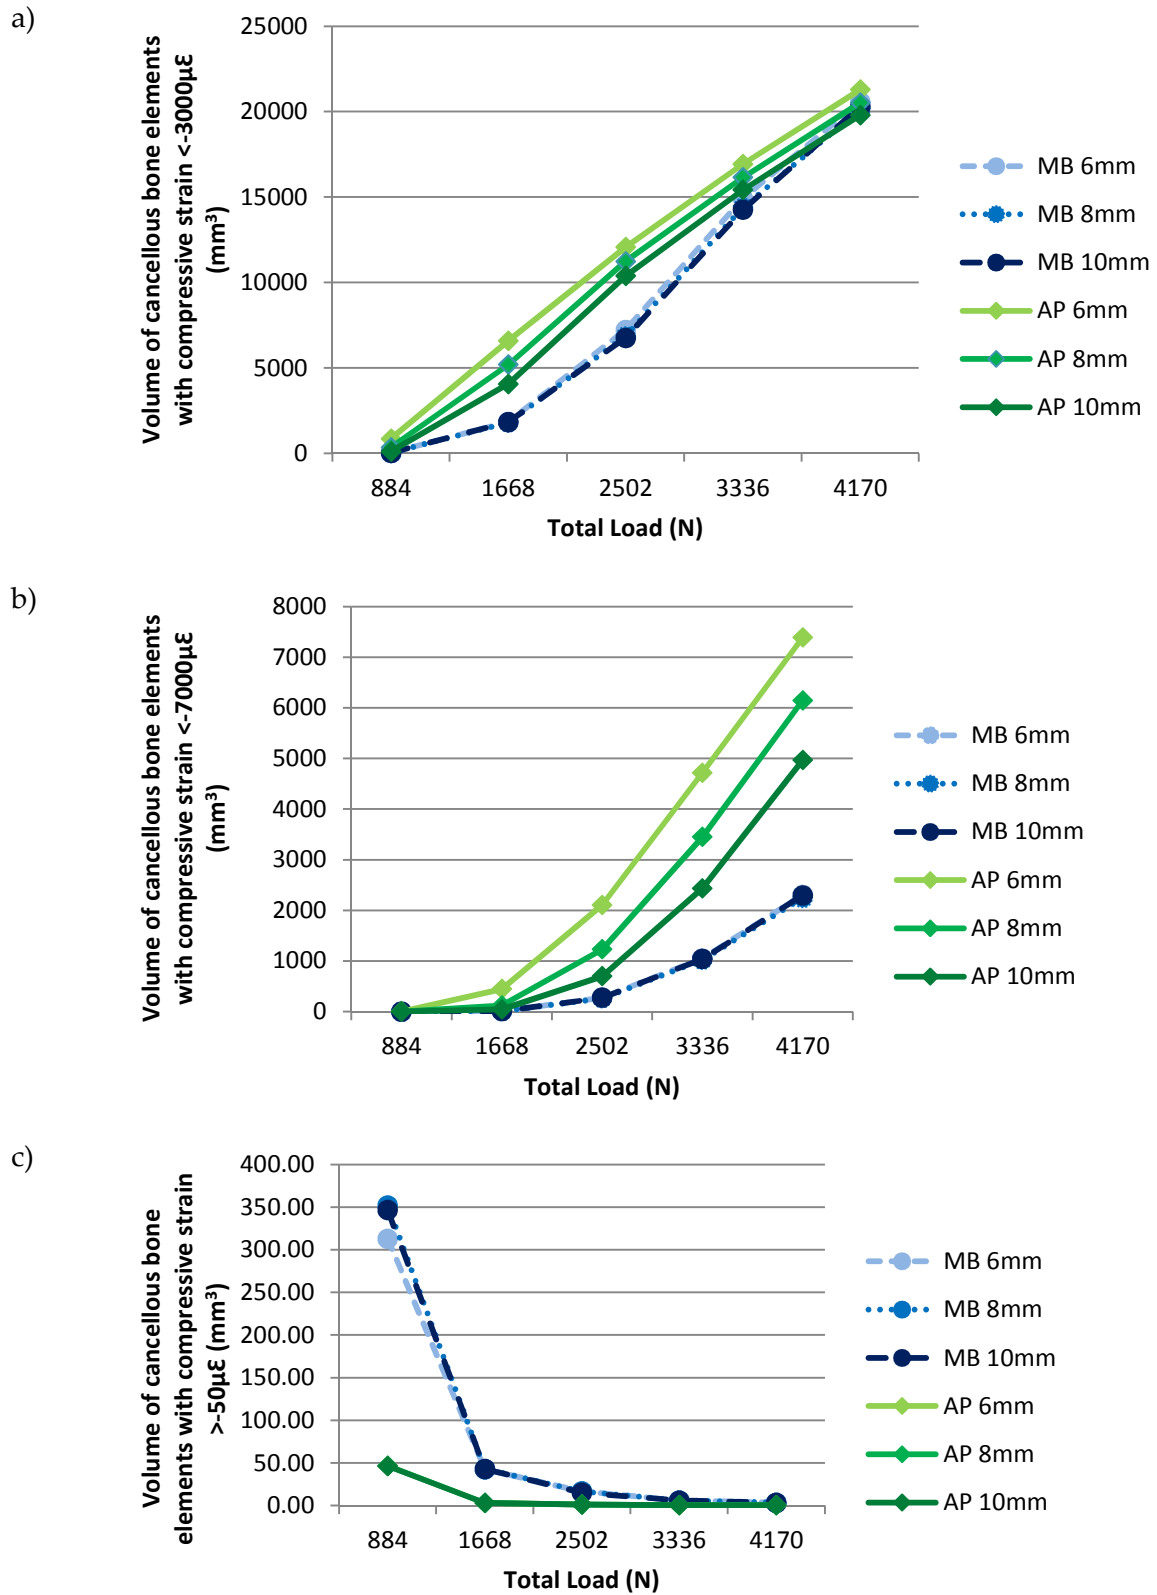 a)
Volume of cancellous bone elements
with compressive strain <-3000µƐ
(mm³)
25000
20000
15000
10000
5000
0
884 1668 2502 3336 4170
Total Load (N)
MB 6mm
MB 8mm
MB 10mm
AP 6mm
AP 8mm
AP 10mm
b)
Volume of cancellous bone elements
with compressive strain <-7000µƐ
(mm³)
8000
7000
6000
5000
4000
3000
2000
1000
0
884 1668 2502 3336 4170
Total Load (N)
MB 6mm
MB 8mm
MB 10mm
AP 6mm
AP 8mm
AP 10mm
c)
Volume of cancellous bone
elements with compressive strain
>-50µƐ (mm³)
400.00
350.00
300.00
250.00
200.00
150.00
100.00
50.00
0.00
884 1668 2502 3336 4170
Total Load (N)
MB 6mm
MB 8mm
MB 10mm
AP 6mm
AP 8mm
AP 10mm